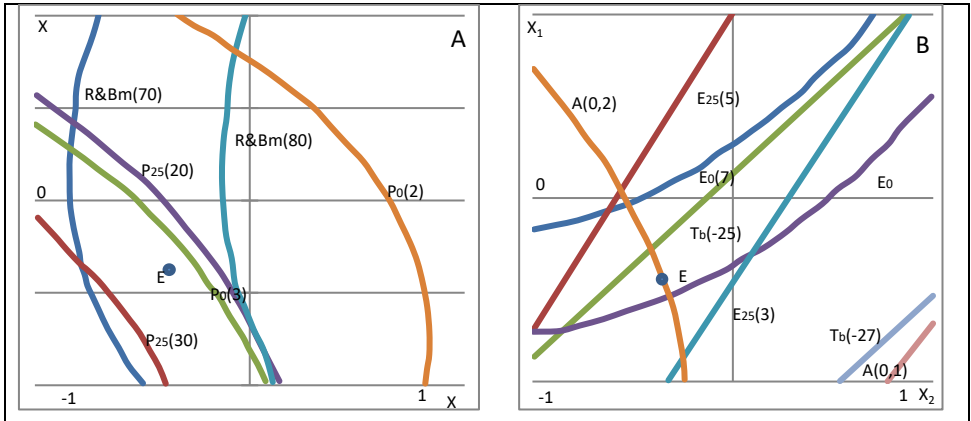 X
A
R&Bm(70)
R&Bm(80)
P25(20)
0
P0(2)
E
P0(3)
P25(30)
-1
1
X
X1
B
A(0,2)
E25(5)
0
E0(7)
E0
Tb(-25)
E
E25(3)
Tb(-27)
A(0,1)
-1
1
X2